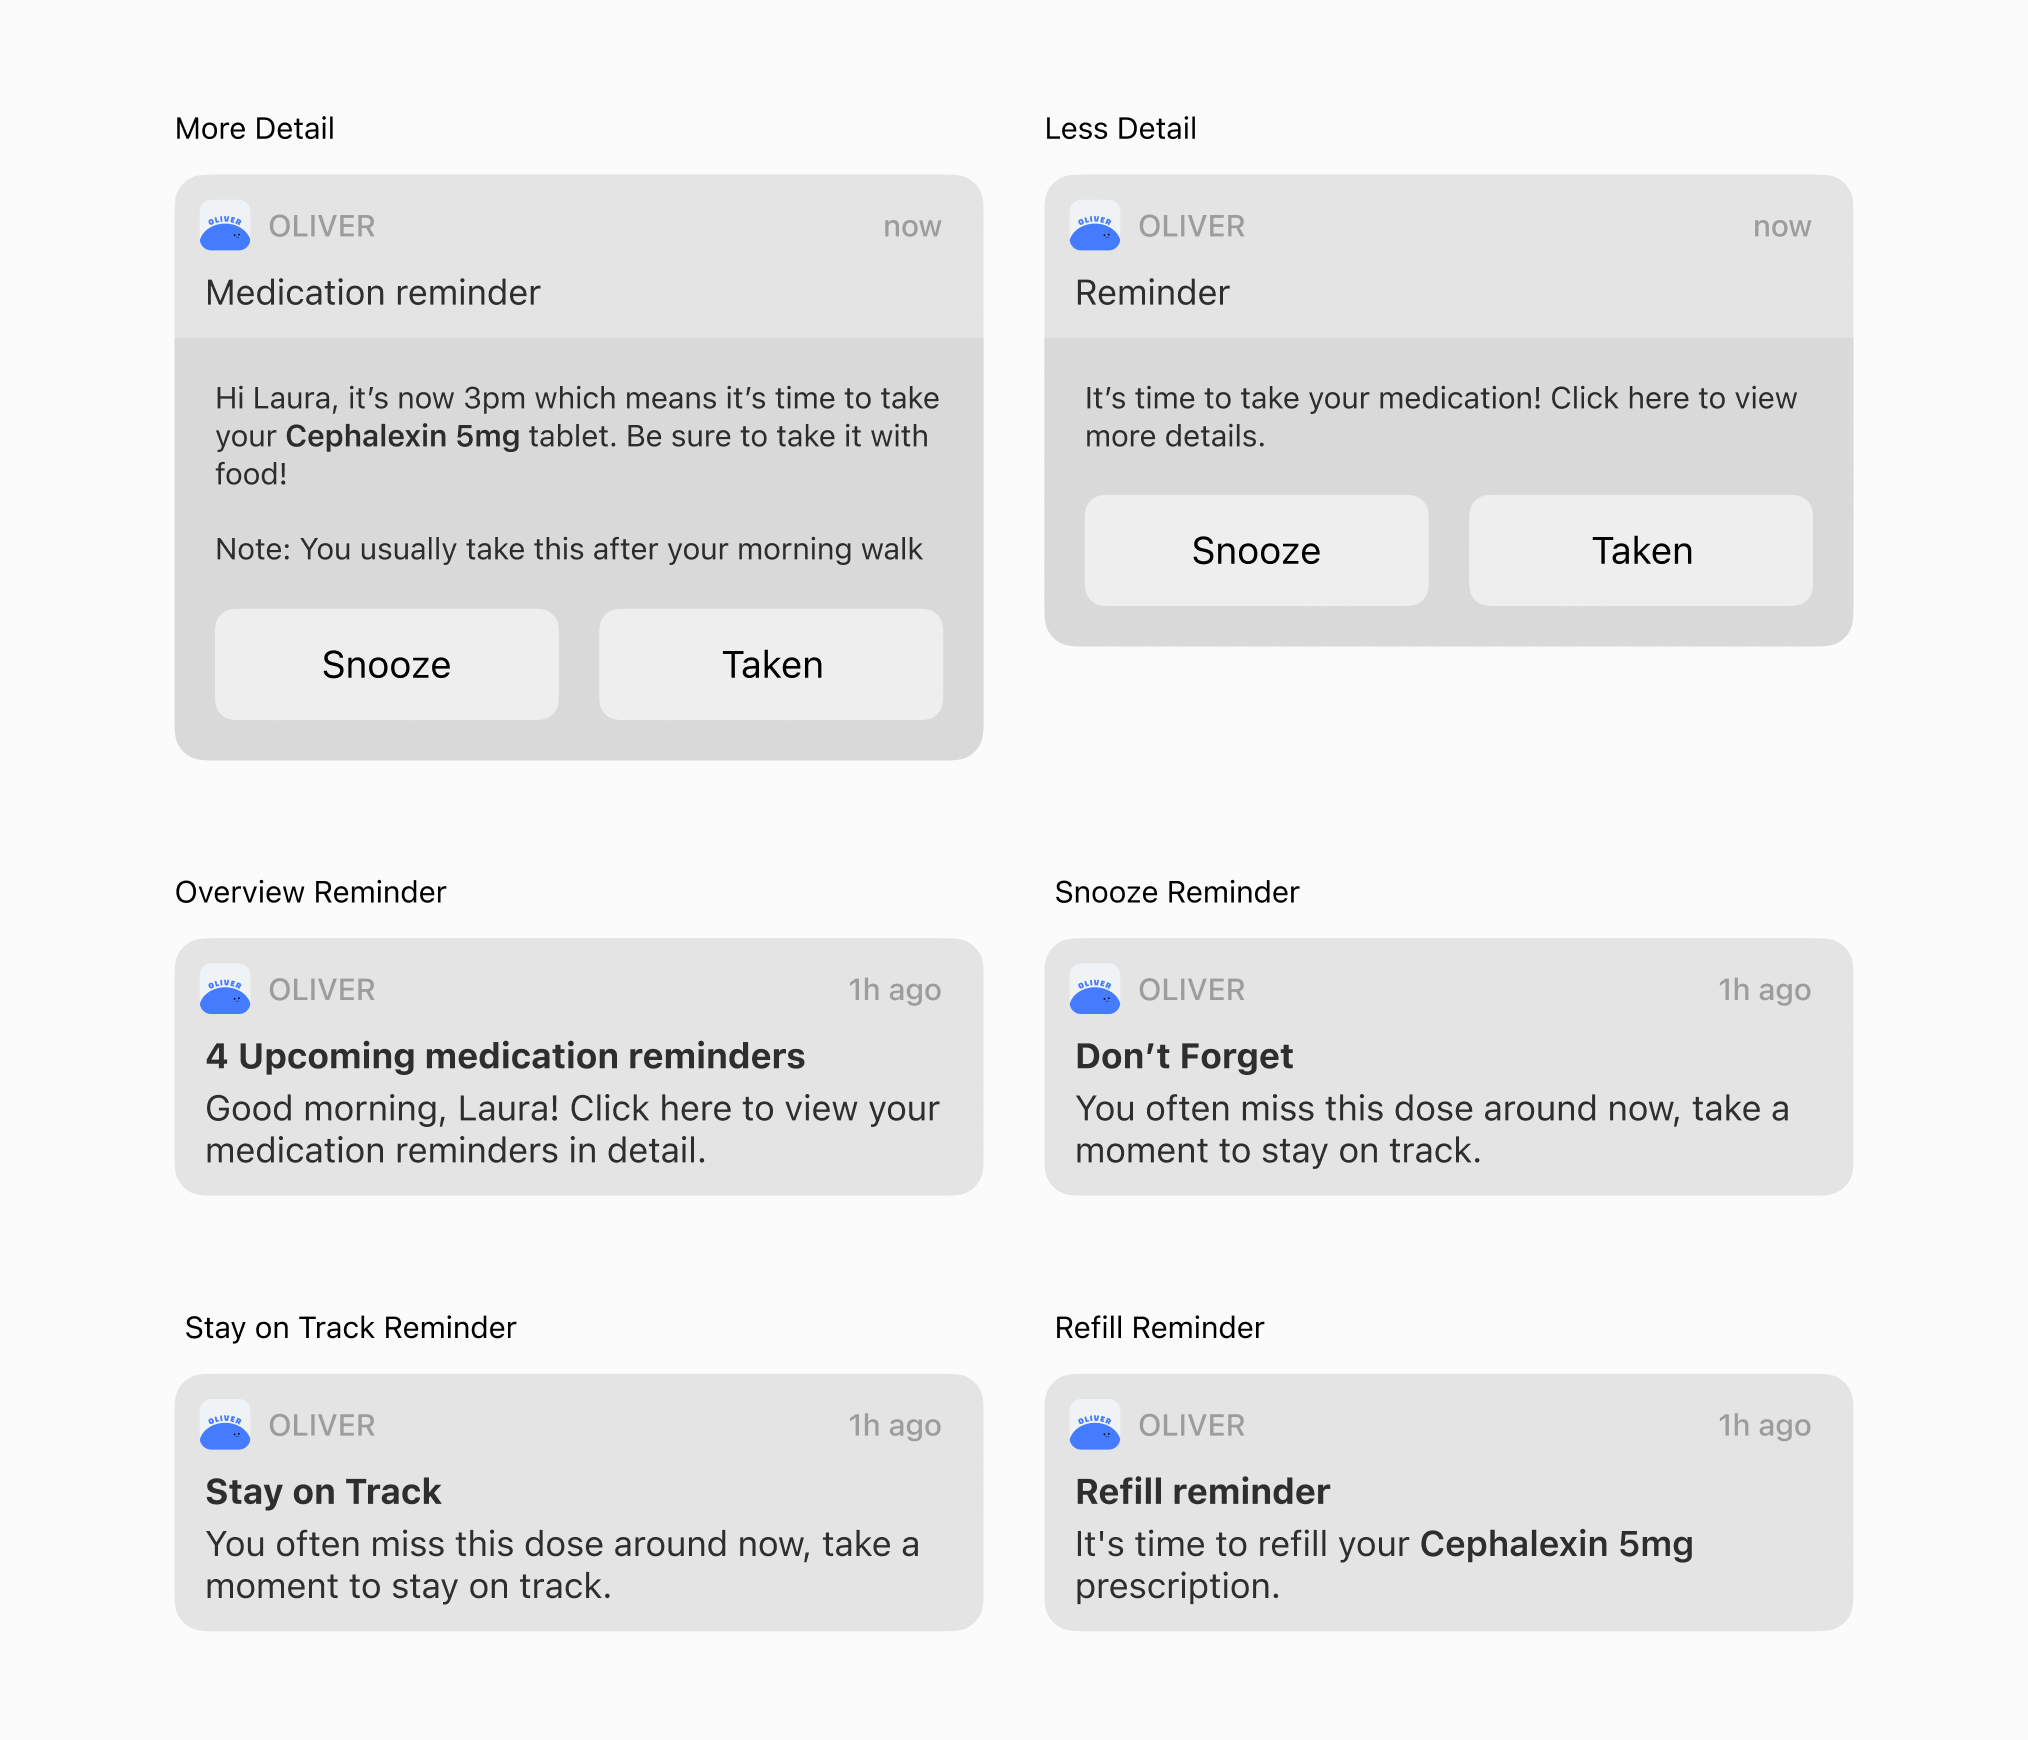 More Detail
OLIVER
OLIVER
now
Medication reminder
Hi Laura, it’s now 3pm which means it’s time to take
your Cephalexin 5mg tablet. Be sure to take it with
food!
Note: You usually take this after your morning walk
Snooze
Taken
Less Detail
OLIVER
OLIVER
now
Reminder
It’s time to take your medication! Click here to view
more details.
Snooze
Taken
Overview Reminder
OLIVER
OLIVER
1h ago
4 Upcoming medication reminders
Good morning, Laura! Click here to view your
medication reminders in detail.
Snooze Reminder
OLIVER
OLIVER
1h ago
Don’t Forget
You often miss this dose around now, take a
moment to stay on track.
Stay on Track Reminder
OLIVER
OLIVER
1h ago
Stay on Track
You often miss this dose around now, take a
moment to stay on track.
Refill Reminder
OLIVER
OLIVER
1h ago
Refill reminder
It's time to refill your Cephalexin 5mg
prescription.